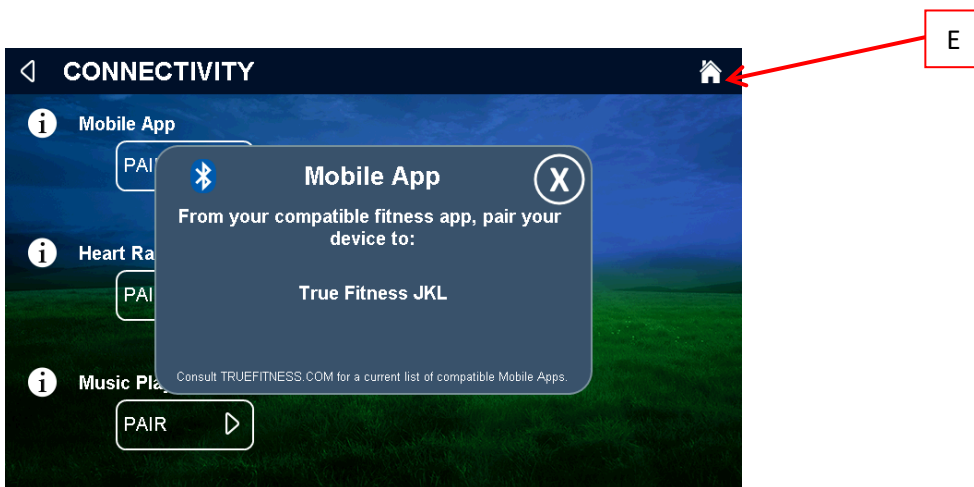 E
CONNECTIVITY
i Mobile App
PAI
Mobile App
X
From your compatible fitness app, pair your
device to:
i Heart Ra
PAI
True Fitness JKL
Consult TRUEFITNESS.COM for a current list of compatible Mobile Apps.
i Music Pla
PAIR